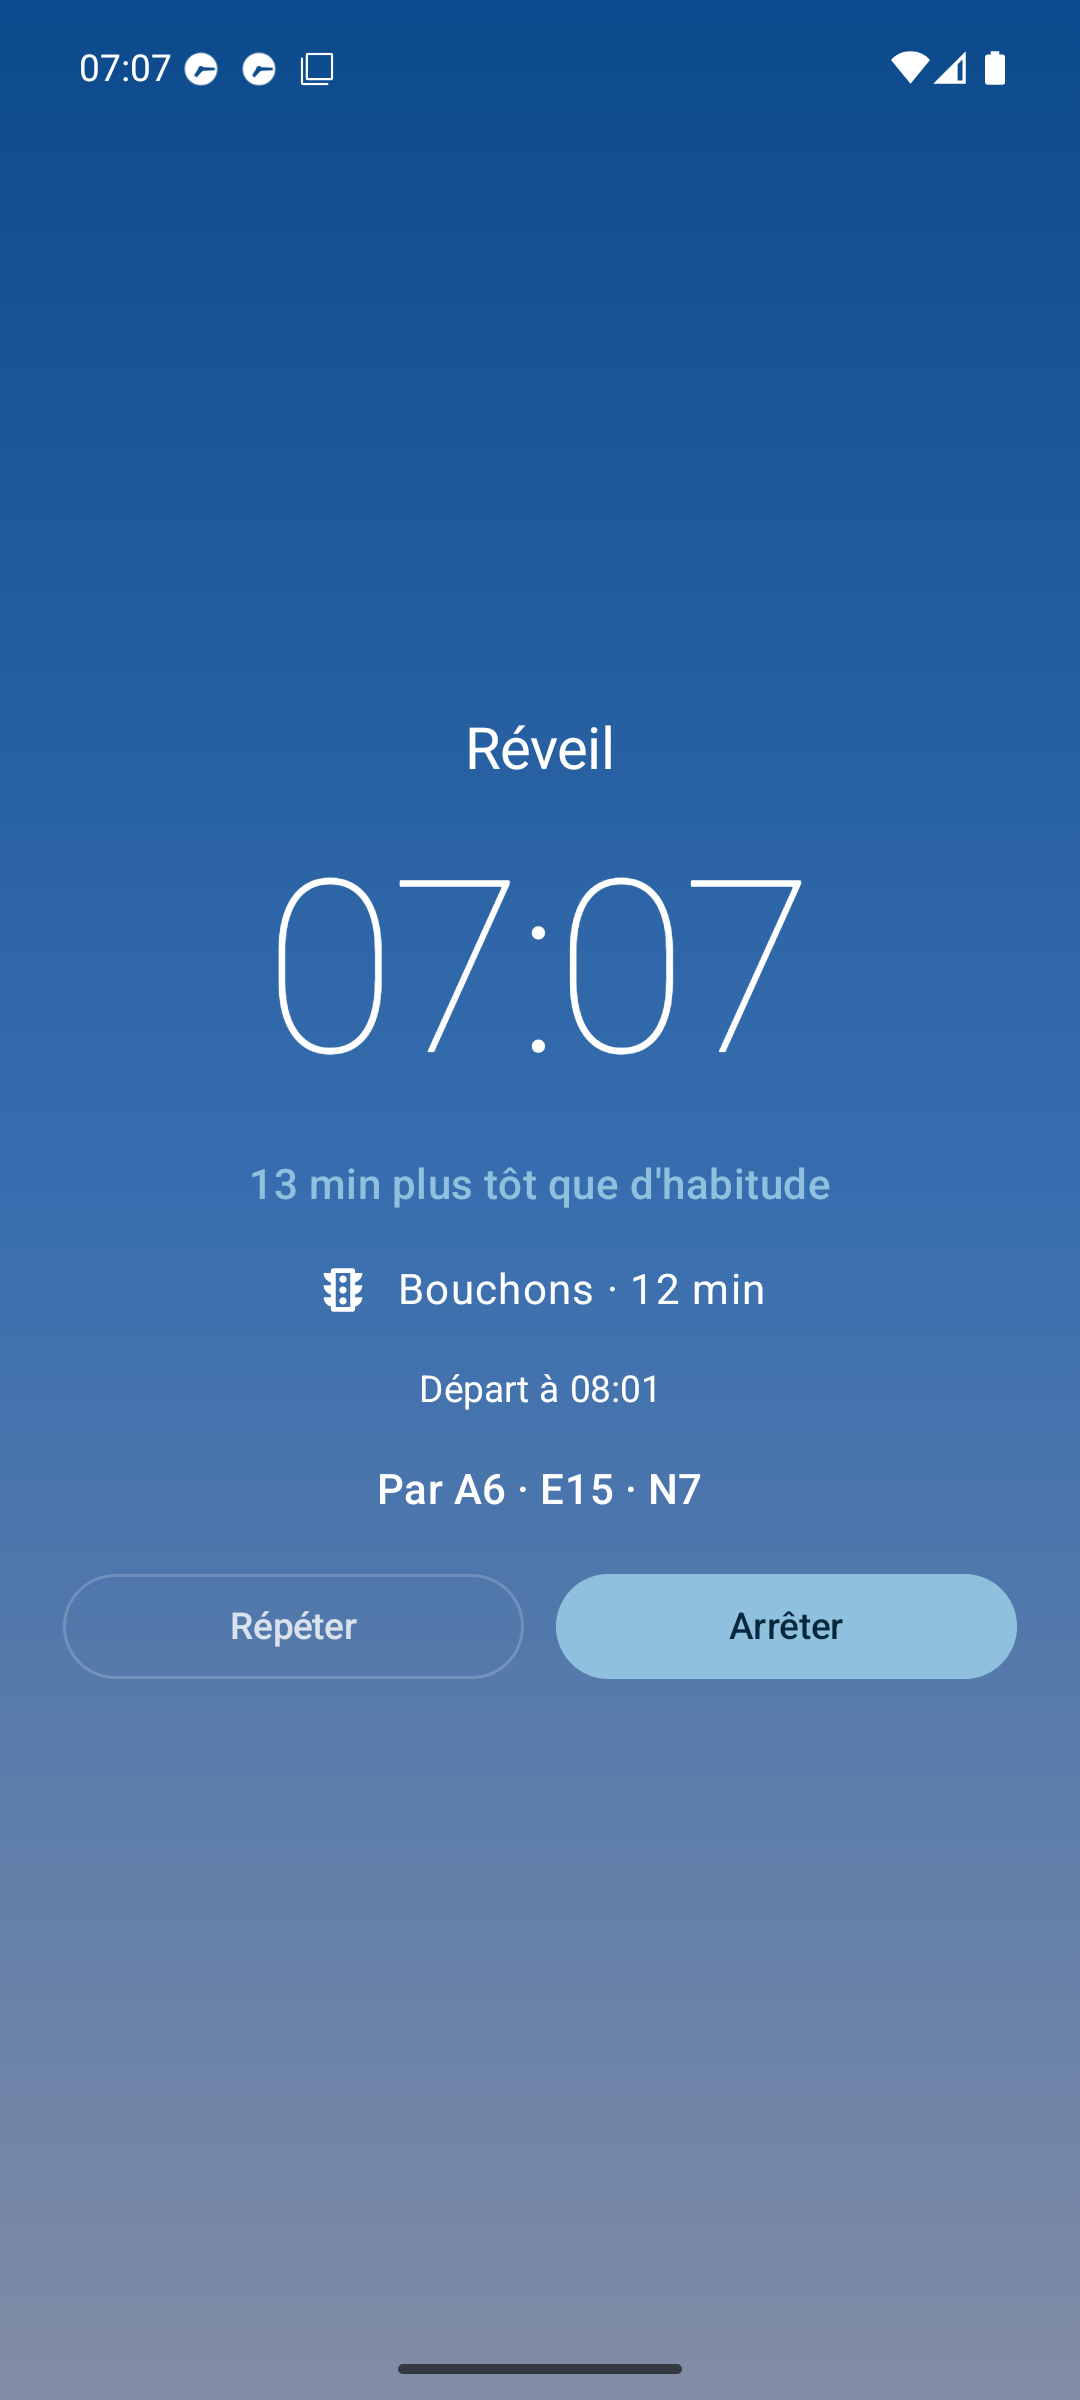 07:07
Réveil
07:07
13 min plus tôt que d'habitude
Bouchons · 12 min
Départ à 08:01
Par A6 · E15 · N7
Répéter
Arrêter